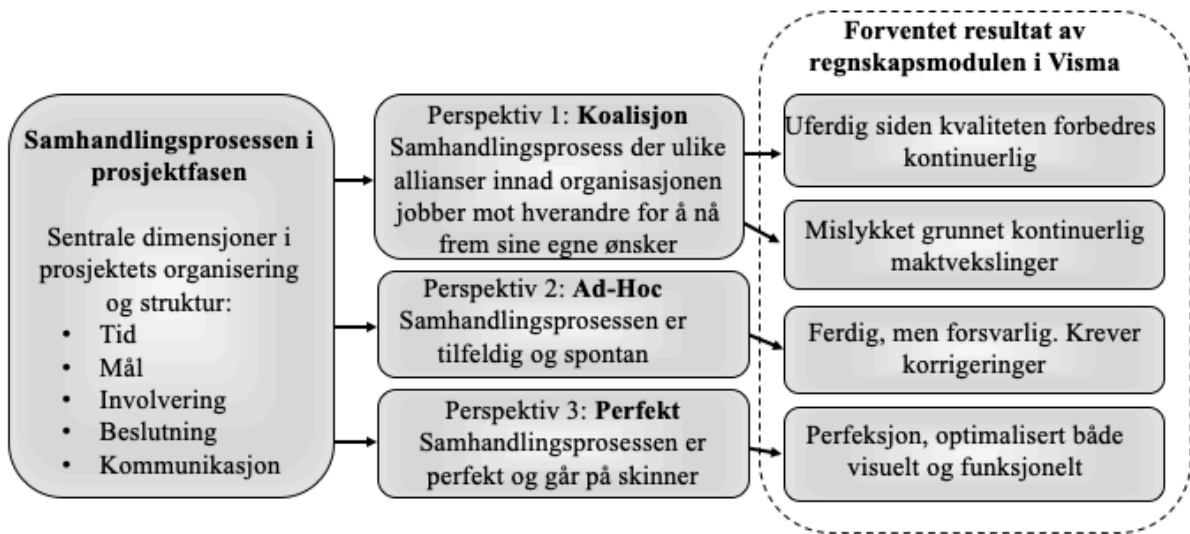 Samhandlingsprosessen i
prosjektfasen
Sentrale dimensjoner i
prosjektets organisering
og struktur:
• Tid
• Mål
• Involvering
• Beslutning
• Kommunikasjon
Perspektiv 1: Koalisjon
Samhandlingsprosess der ulike
allianser innad organisasjonen
jobber mot hverandre for å nå
frem sine egne ønsker
Perspektiv 2: Ad-Hoc
Samhandlingsprosessen er
tilfeldig og spontan
Perspektiv 3: Perfekt
Samhandlingsprosessen er
perfekt og går på skinner
Forventet resultat av
regnskapsmodulen i Visma
Uferdig siden kvaliteten forbedres
kontinuerlig
Mislykket grunnet kontinuerlig
maktvekslinger
Ferdig, men forsvarlig. Krever
korrigeringer
Perfeksjon, optimalisert både
visuelt og funksjonelt